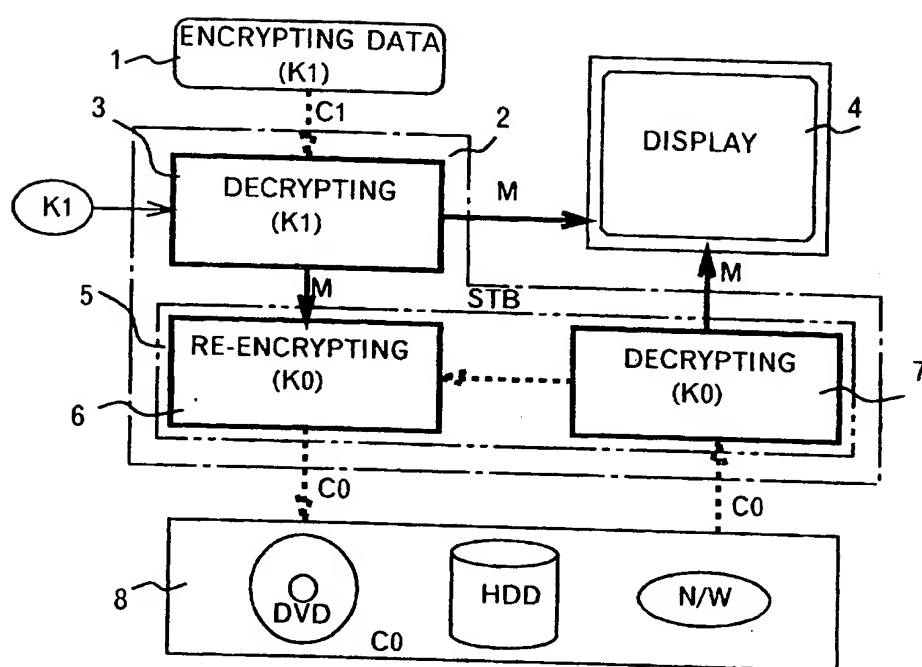 ENCRYPTING DATA
(K1)
1
C1
3
2
4
DISPLAY
K1
DECRYPTING
(K1)
M
M
M
STB
5
RE-ENCRYPTING
(K0)
6
DECRYPTING
(K0)
7
C0
C0
8
DVD
HDD
N/W
C0